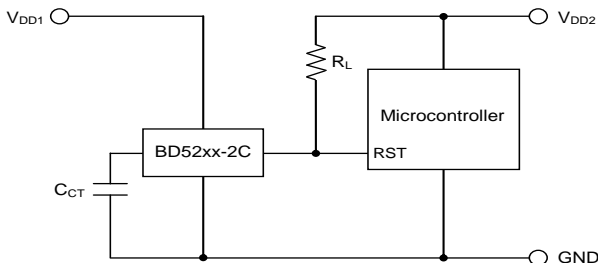 VDD1
VDD2
RL
Microcontroller
BD52xx-2C
RST
CCT
GND